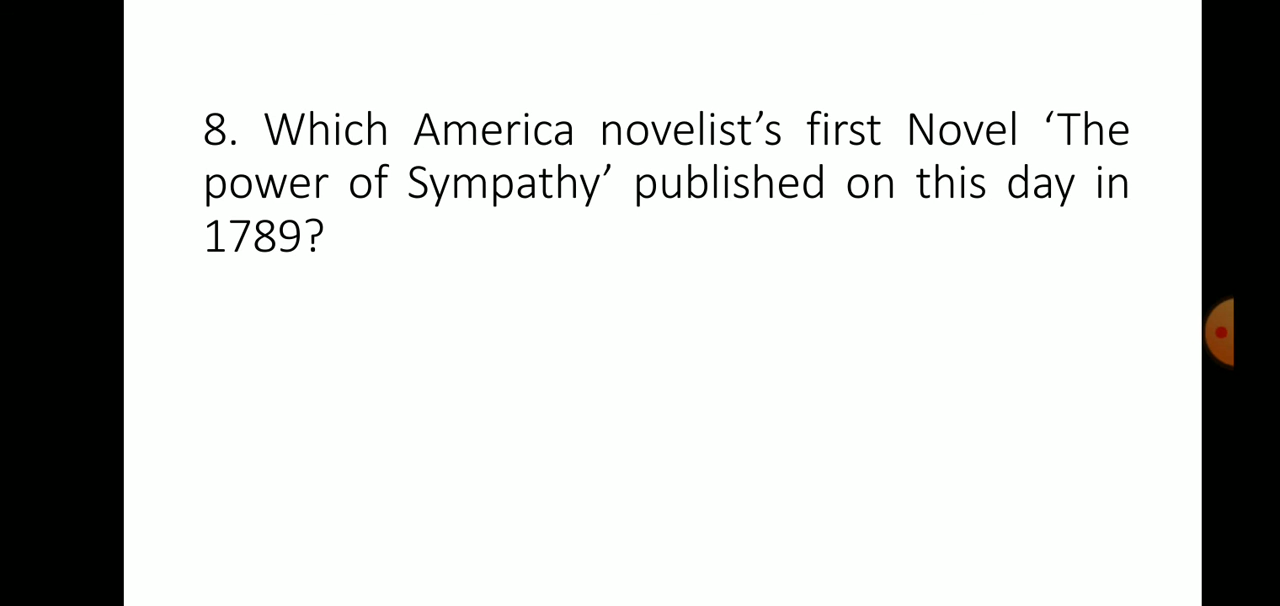 8. Which America novelist’s first Novel ‘The
power of Sympathy’ published on this day in
1789?